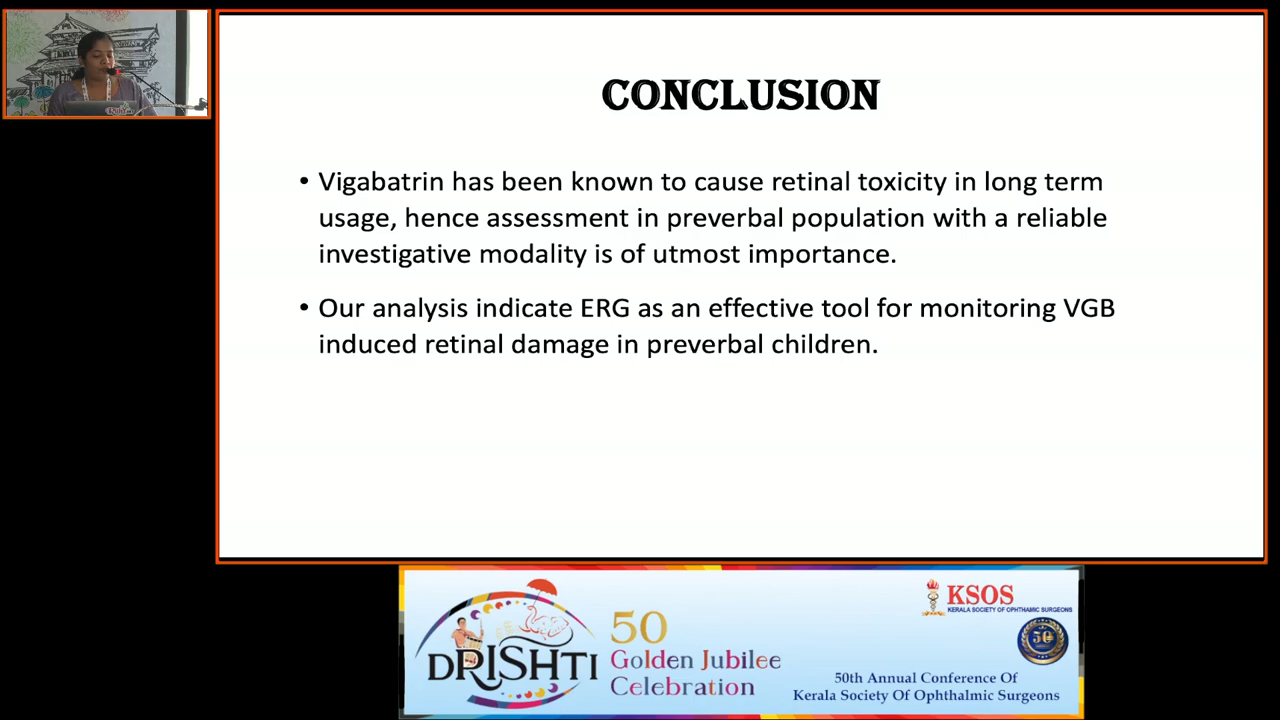 CONCLUSION
• Vigabatrin has been known to cause retinal toxicity in long term
usage, hence assessment in preverbal population with a reliable
investigative modality is of utmost importance.
• Our analysis indicate ERG as an effective tool for monitoring VGB
induced retinal damage in preverbal children.
DRISHTI
50
Golden Jubilee
Celebration
KSOS
KERALA SOCIETY OF OPHTHAMIC SURGEONS
50
50th Annual Conference Of
Kerala Society Of Ophthalmic Surgeons